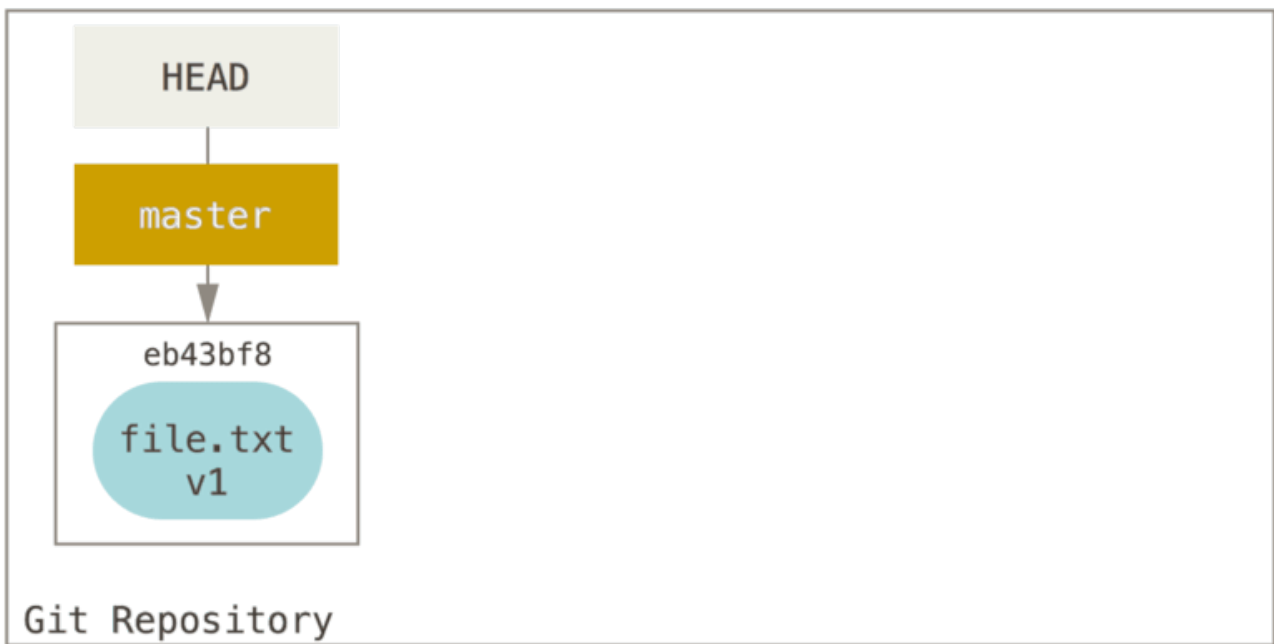 HEAD
master
eb43bf8
file.txt
v1
Git Repository